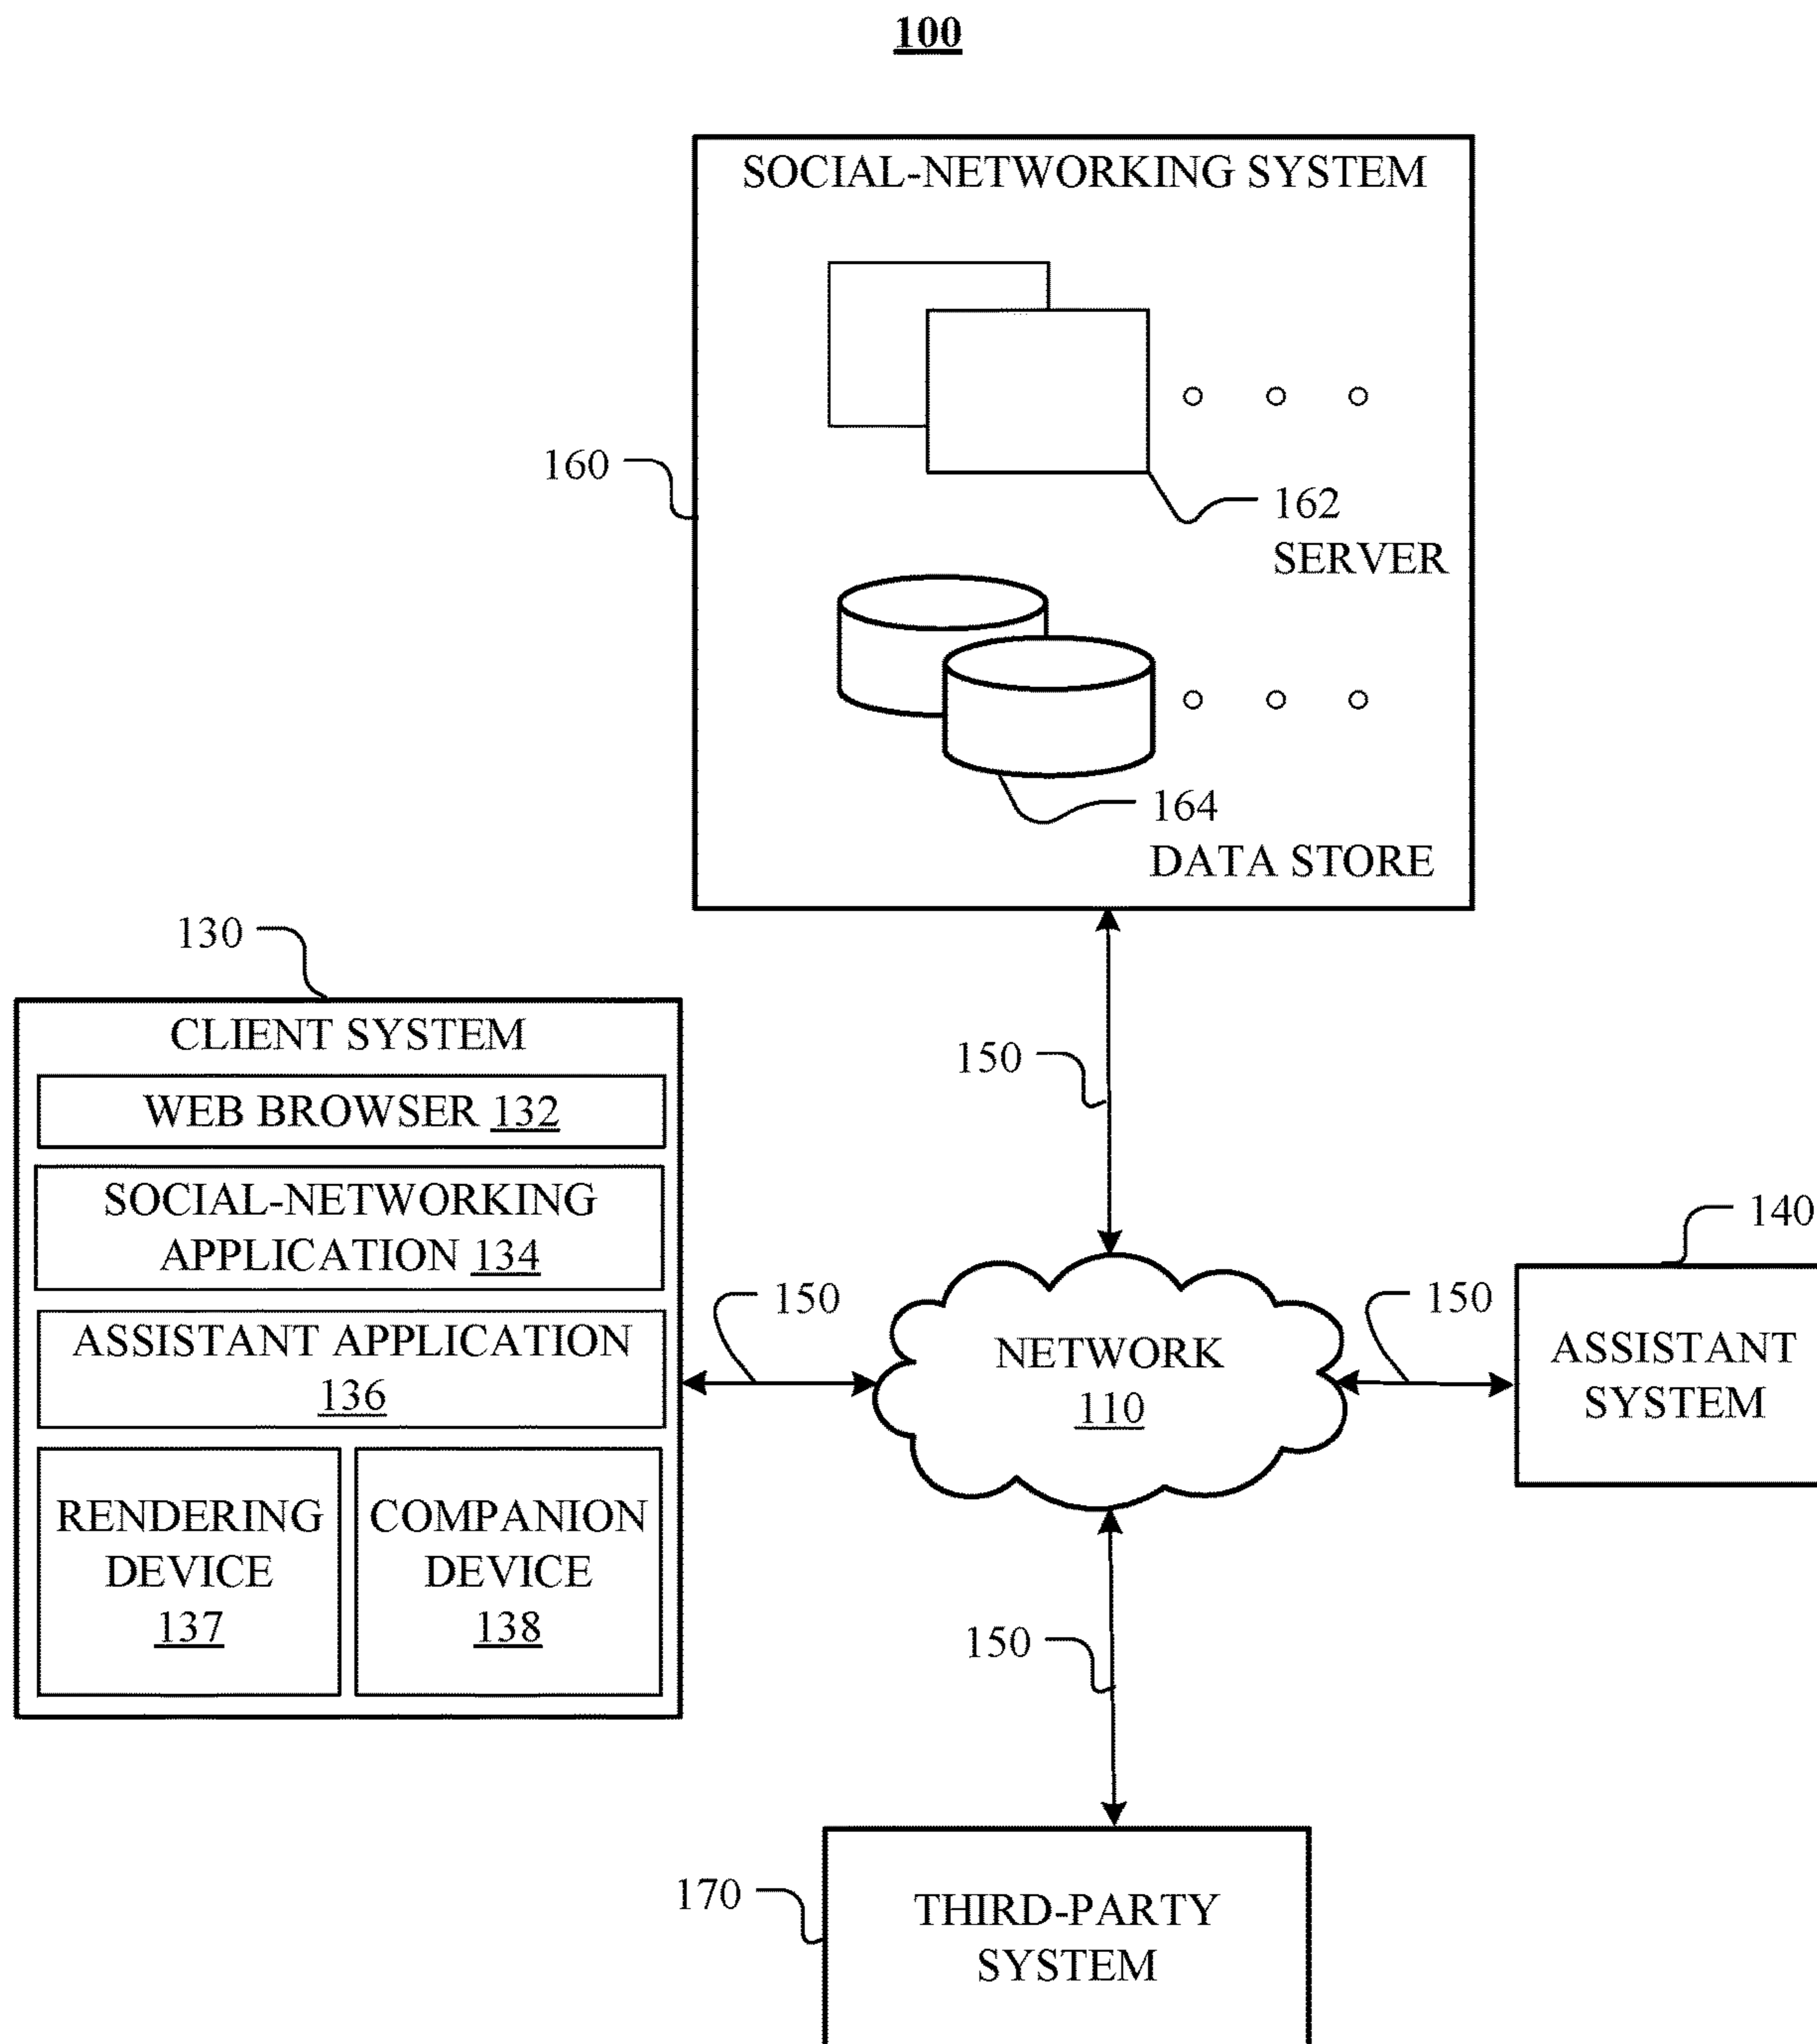 100
SOCIAL-NETWORKING SYSTEM
160
162
SERVER
164
DATA STORE
130
CLIENT SYSTEM
WEB BROWSER 132
SOCIAL-NETWORKING
APPLICATION 134
ASSISTANT APPLICATION
136
RENDERING
DEVICE
137
COMPANION
DEVICE
138
150
150
NETWORK
110
150
140
ASSISTANT
SYSTEM
150
170
THIRD-PARTY
SYSTEM